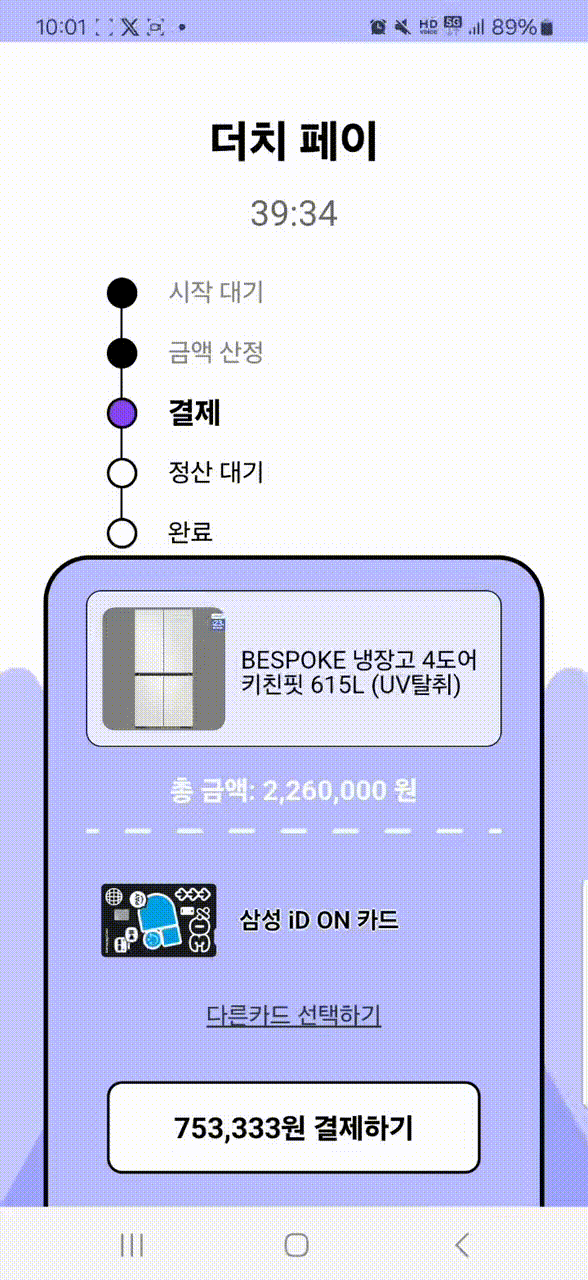 10:01
HD VOICE 5G 89%
더치 페이
39:34
시작 대기
금액 산정
결제
정산 대기
완료
BESPOKE 냉장고 4도어
키친핏 615L (UV탈취)
총 금액: 2,260,000 원
삼성 iD ON 카드
다른카드 선택하기
753,333원 결제하기